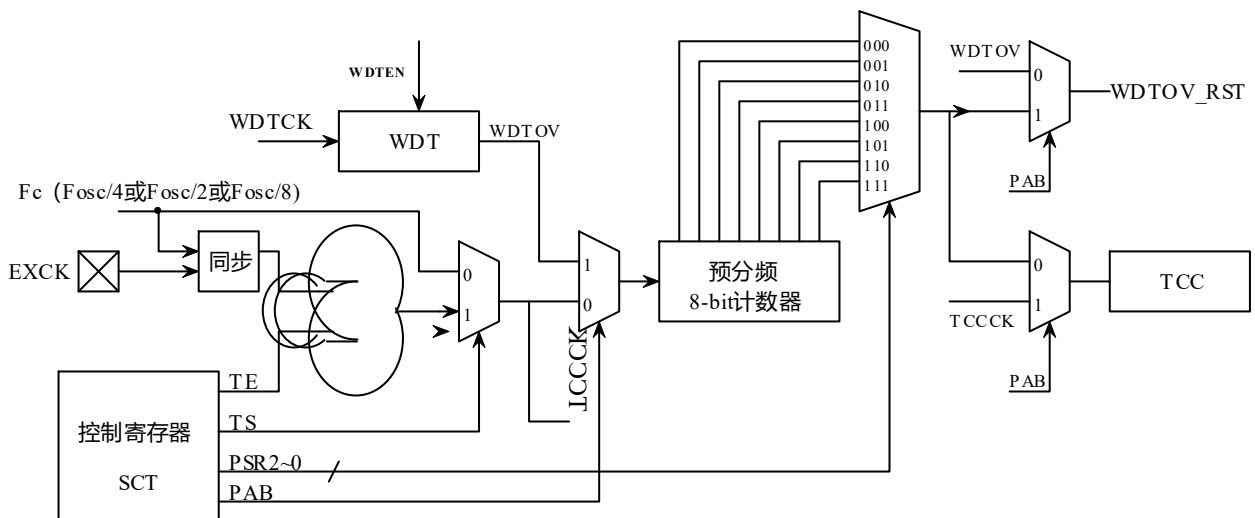 WDTEN
WDTCK
WDT
WDTOV
Fc（Fosc/4或Fosc/2或Fosc/8)
EXCK
同步
0
1
1
0
TCCCK
预分频
8-bit计数器
000
001
010
011
100
101
110
111
WDTOV
0
1
WDTOV_RST
PAB
0
1
TCCCK
TCC
PAB
控制寄存器
SCT
TE
TS
PSR2~0
PAB